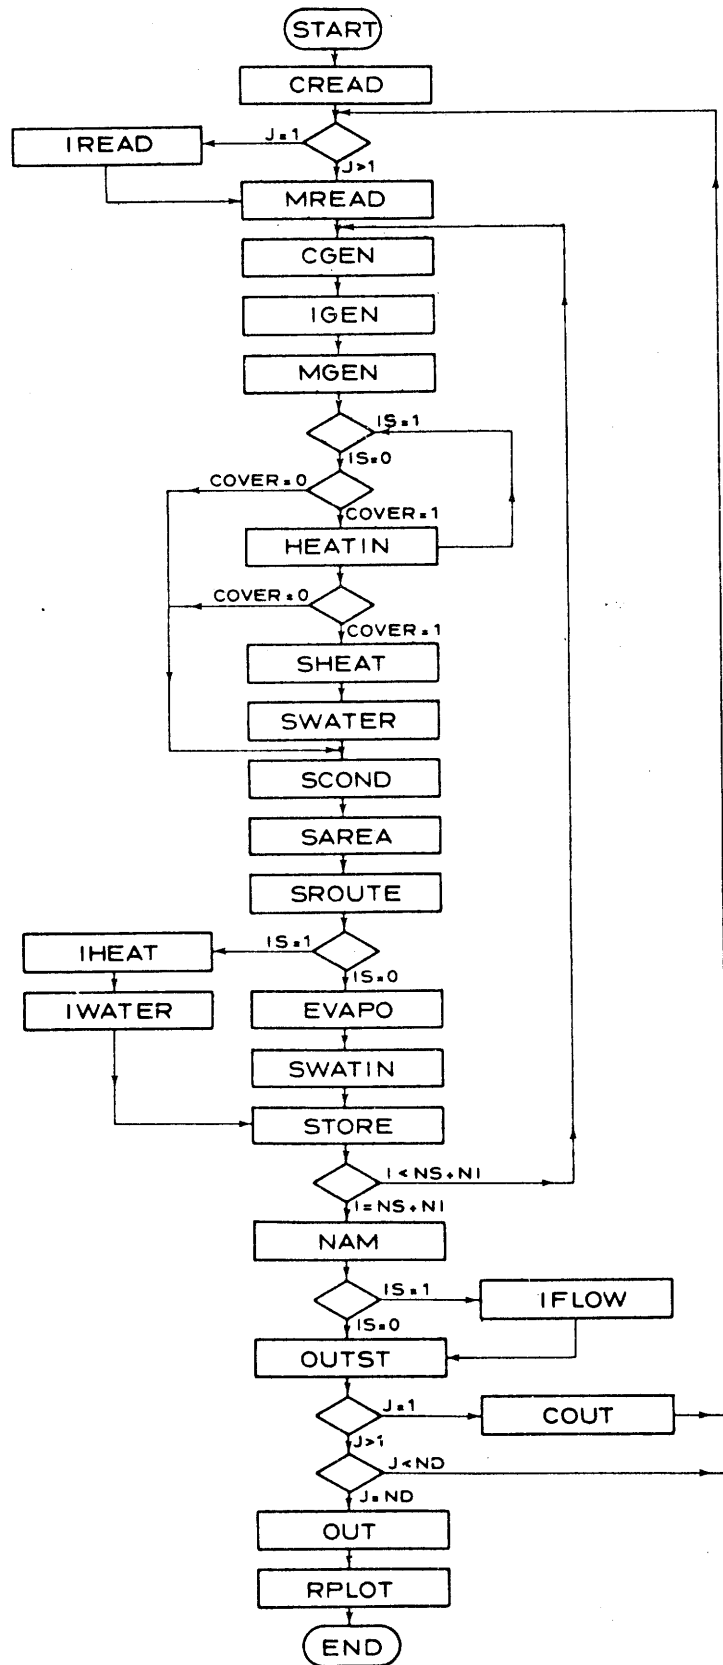 START
CREAD
J=1
IREAD
J>1
MREAD
CGEN
IGEN
MGEN
IS=1
IS=0
COVER=0
COVER=1
HEATIN
COVER=0
COVER=1
SHEAT
SWATER
SCOND
SAREA
SROUTE
IS=1
IHEAT
IS=0
IWATER
EVAPO
SWATIN
STORE
I<NS+NI
I=NS+NI
NAM
IS=1
IFLOW
IS=0
OUTST
J=1
COUT
J>1
J<ND
J=ND
OUT
RPLOT
END